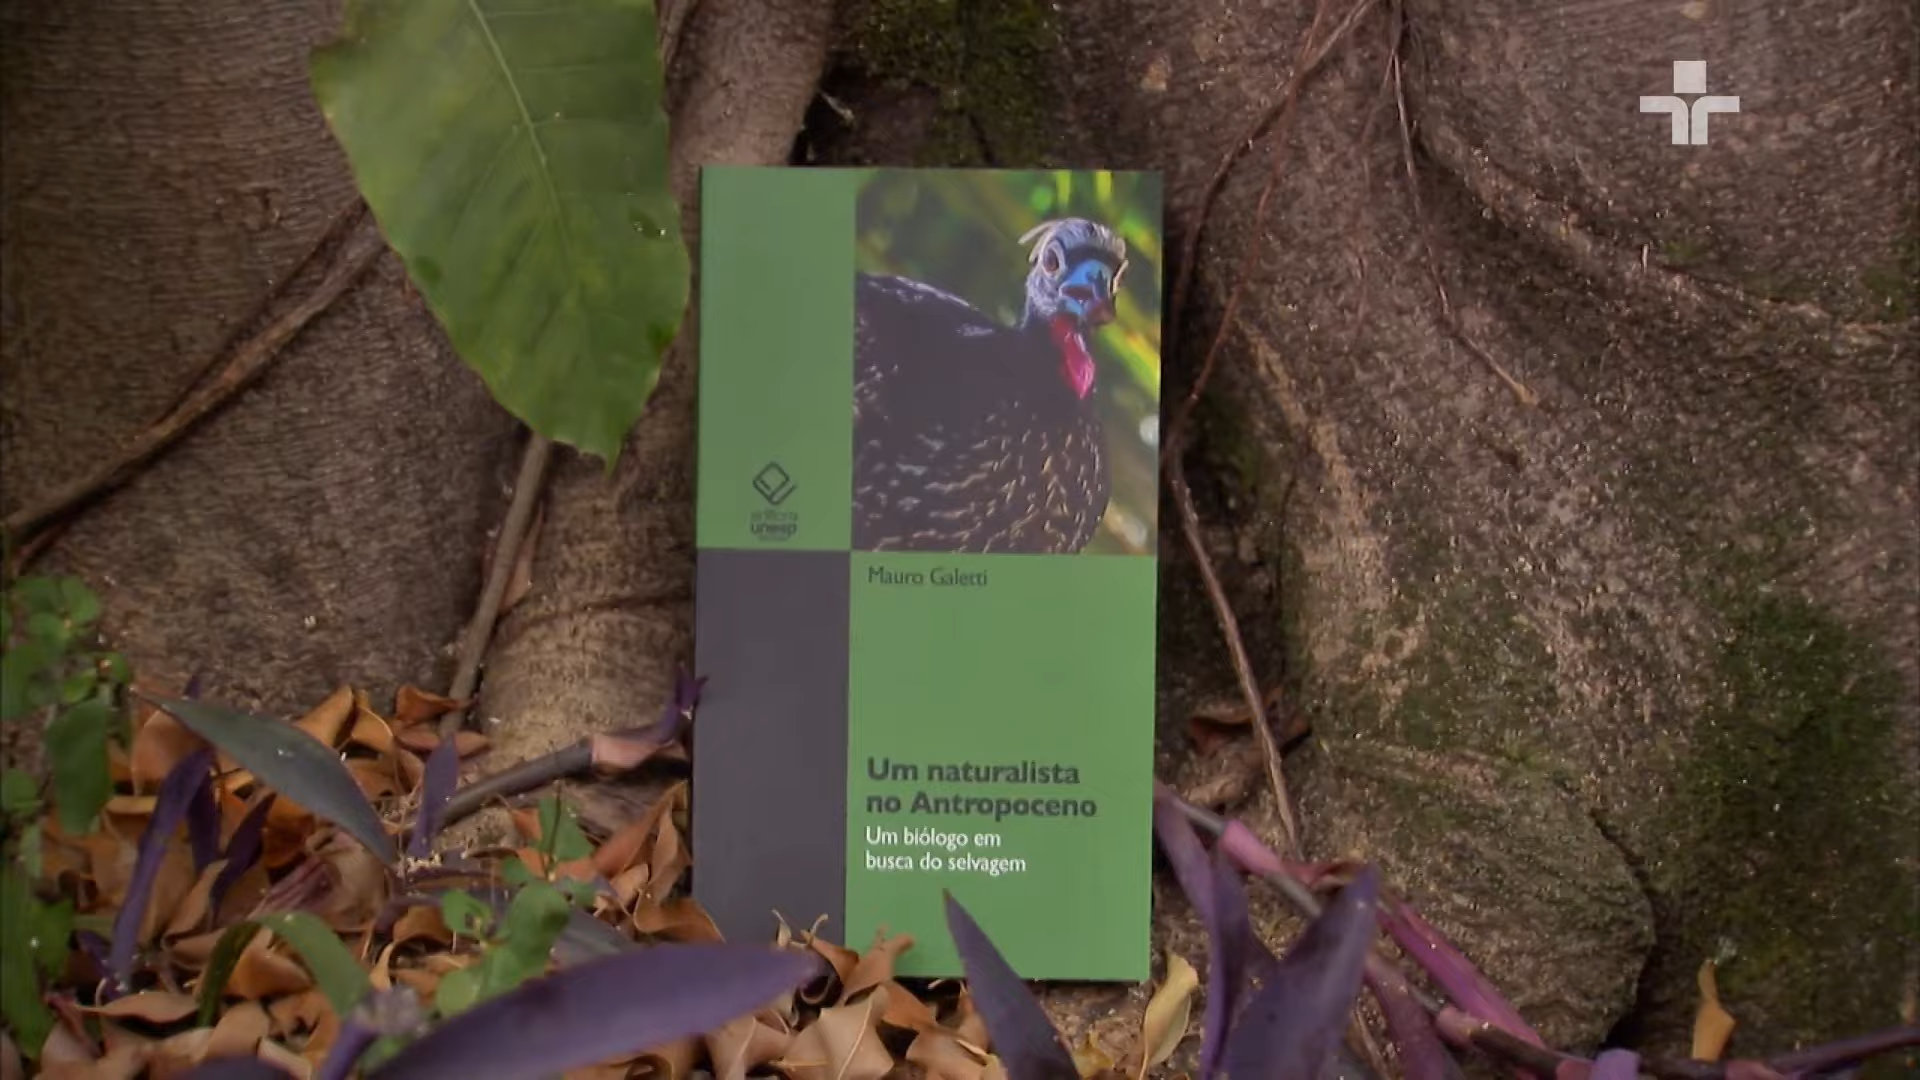 editora
unesp
Mauro Galetti
Um naturalista
no Antropoceno
Um biólogo em
busca do selvagem